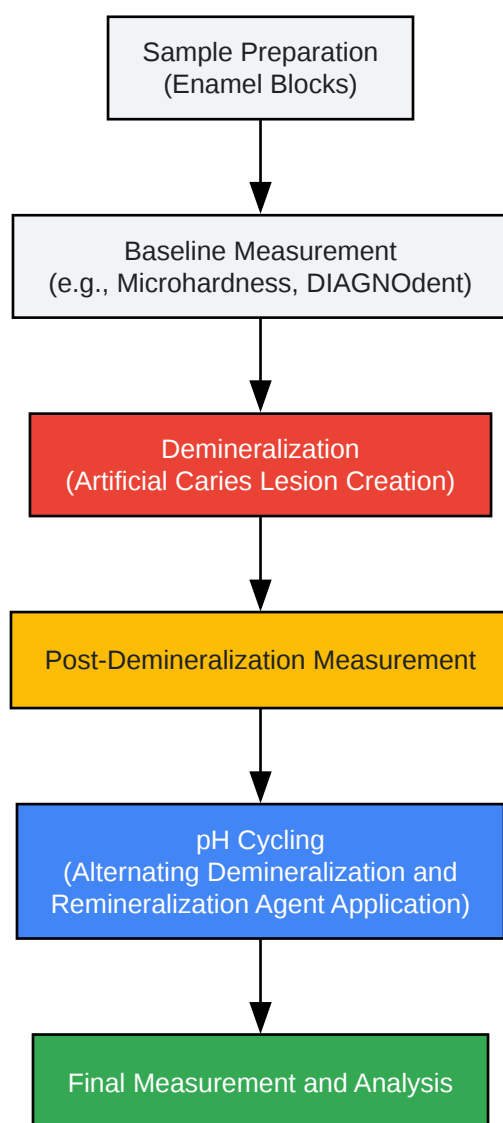 Sample Preparation
(Enamel Blocks)
Baseline Measurement
(e.g., Microhardness, DIAGNOdent)
Demineralization
(Artificial Caries Lesion Creation)
Post-Demineralization Measurement
pH Cycling
(Alternating Demineralization and
Remineralization Agent Application)
Final Measurement and Analysis